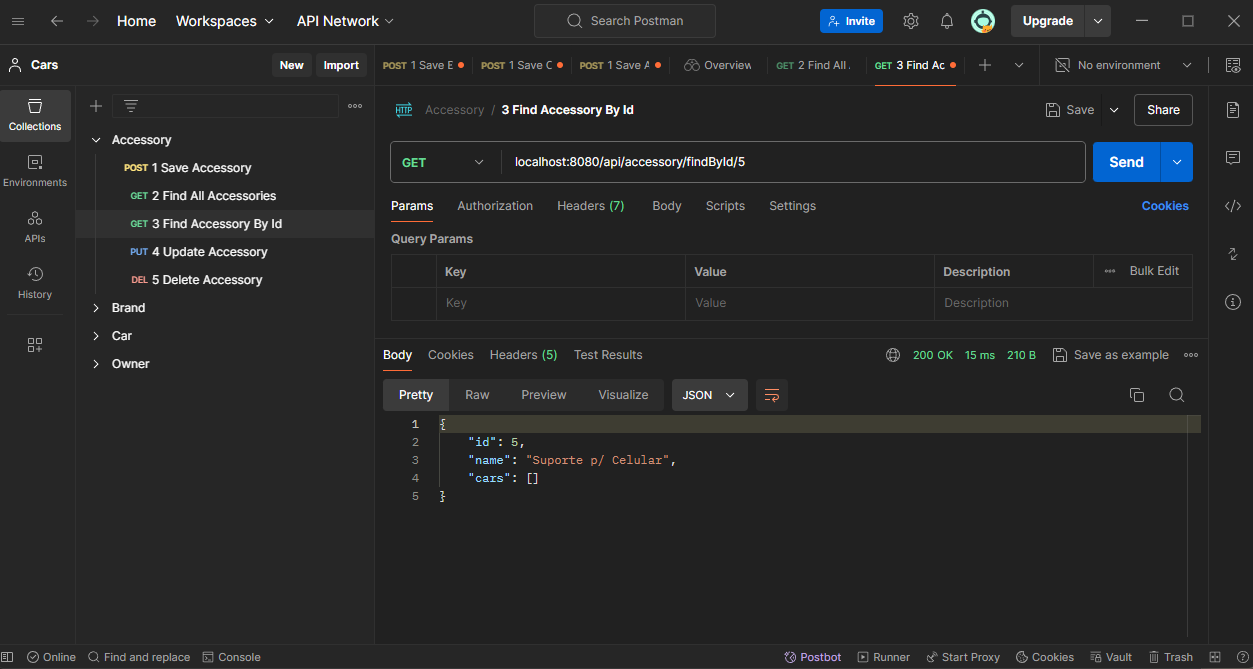 Home Workspaces API Network Search Postman Invite Upgrade
Cars New Import POST 1 Save E POST 1 Save C POST 1 Save A Overview GET 2 Find All. GET 3 Find Ac No environment
Collections
Environments
APIs
History
Accessory
POST 1 Save Accessory
GET 2 Find All Accessories
GET 3 Find Accessory By Id
PUT 4 Update Accessory
DEL 5 Delete Accessory
Brand
Car
Owner
HTTP Accessory / 3 Find Accessory By Id Save Share
GET localhost:8080/api/accessory/findById/5 Send
Params Authorization Headers (7) Body Scripts Settings Cookies
Query Params
Key Value Description Bulk Edit
Key Value Description
Body Cookies Headers (5) Test Results 200 OK 15 ms 210 B Save as example
Pretty Raw Preview Visualize JSON
1 {
2 "id": 5,
3 "name": "Suporte p/ Celular",
4 "cars": []
5 }
Online Find and replace Console Postbot Runner Start Proxy Cookies Vault Trash